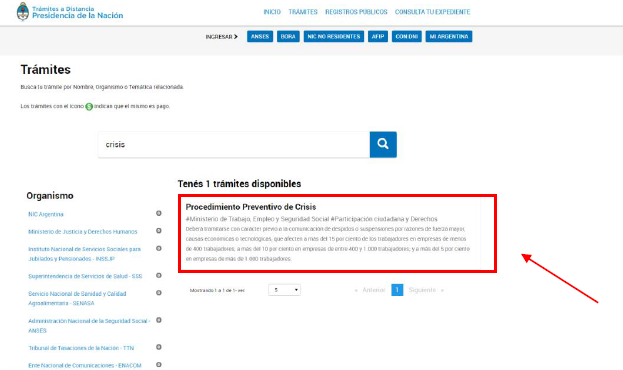 Trámites a Distancia
Presidencia de la Nación
INICIO TRÁMITES REGISTROS PÚBLICOS CONSULTA TU EXPEDIENTE
INGRESAR ANSES BORA NIC NO RESIDENTES AFIP CON DNI MI ARGENTINA
Trámites
Busca tu trámite por Nombre, Organismo o Temática relacionada.
Los trámites con el ícono $ indican que el mismo es pago.
crisis
Tenés 1 trámites disponibles
Organismo
NIC Argentina
Ministerio de Justicia y Derechos Humanos
Instituto Nacional de Servicios Sociales para
Jubilados y Pensionados - INSSJP
Superintendencia de Servicios de Salud - SSS
Servicio Nacional de Sanidad y Calidad
Agroalimentaria - SENASA
Administración Nacional de la Seguridad Social -
ANSES
Tribunal de Tasaciones de la Nación - TTN
Ente Nacional de Comunicaciones - ENACOM
Procedimiento Preventivo de Crisis
#Ministerio de Trabajo, Empleo y Seguridad Social #Participación ciudadana y Derechos
Deberá tramitarse con carácter previo a la comunicación de despidos o suspensiones por razones de fuerza mayor,
causas económicas o tecnológicas, que afecten a más del 15 por ciento de los trabajadores en empresas de menos
de 400 trabajadores; a más del 10 por ciento en empresas de entre 400 y 1.000 trabajadores; y a más del 5 por ciento
en empresas de más de 1.000 trabajadores.
Mostrando 1 a 1 de 1- ver 5 « Anterior 1 Siguiente »